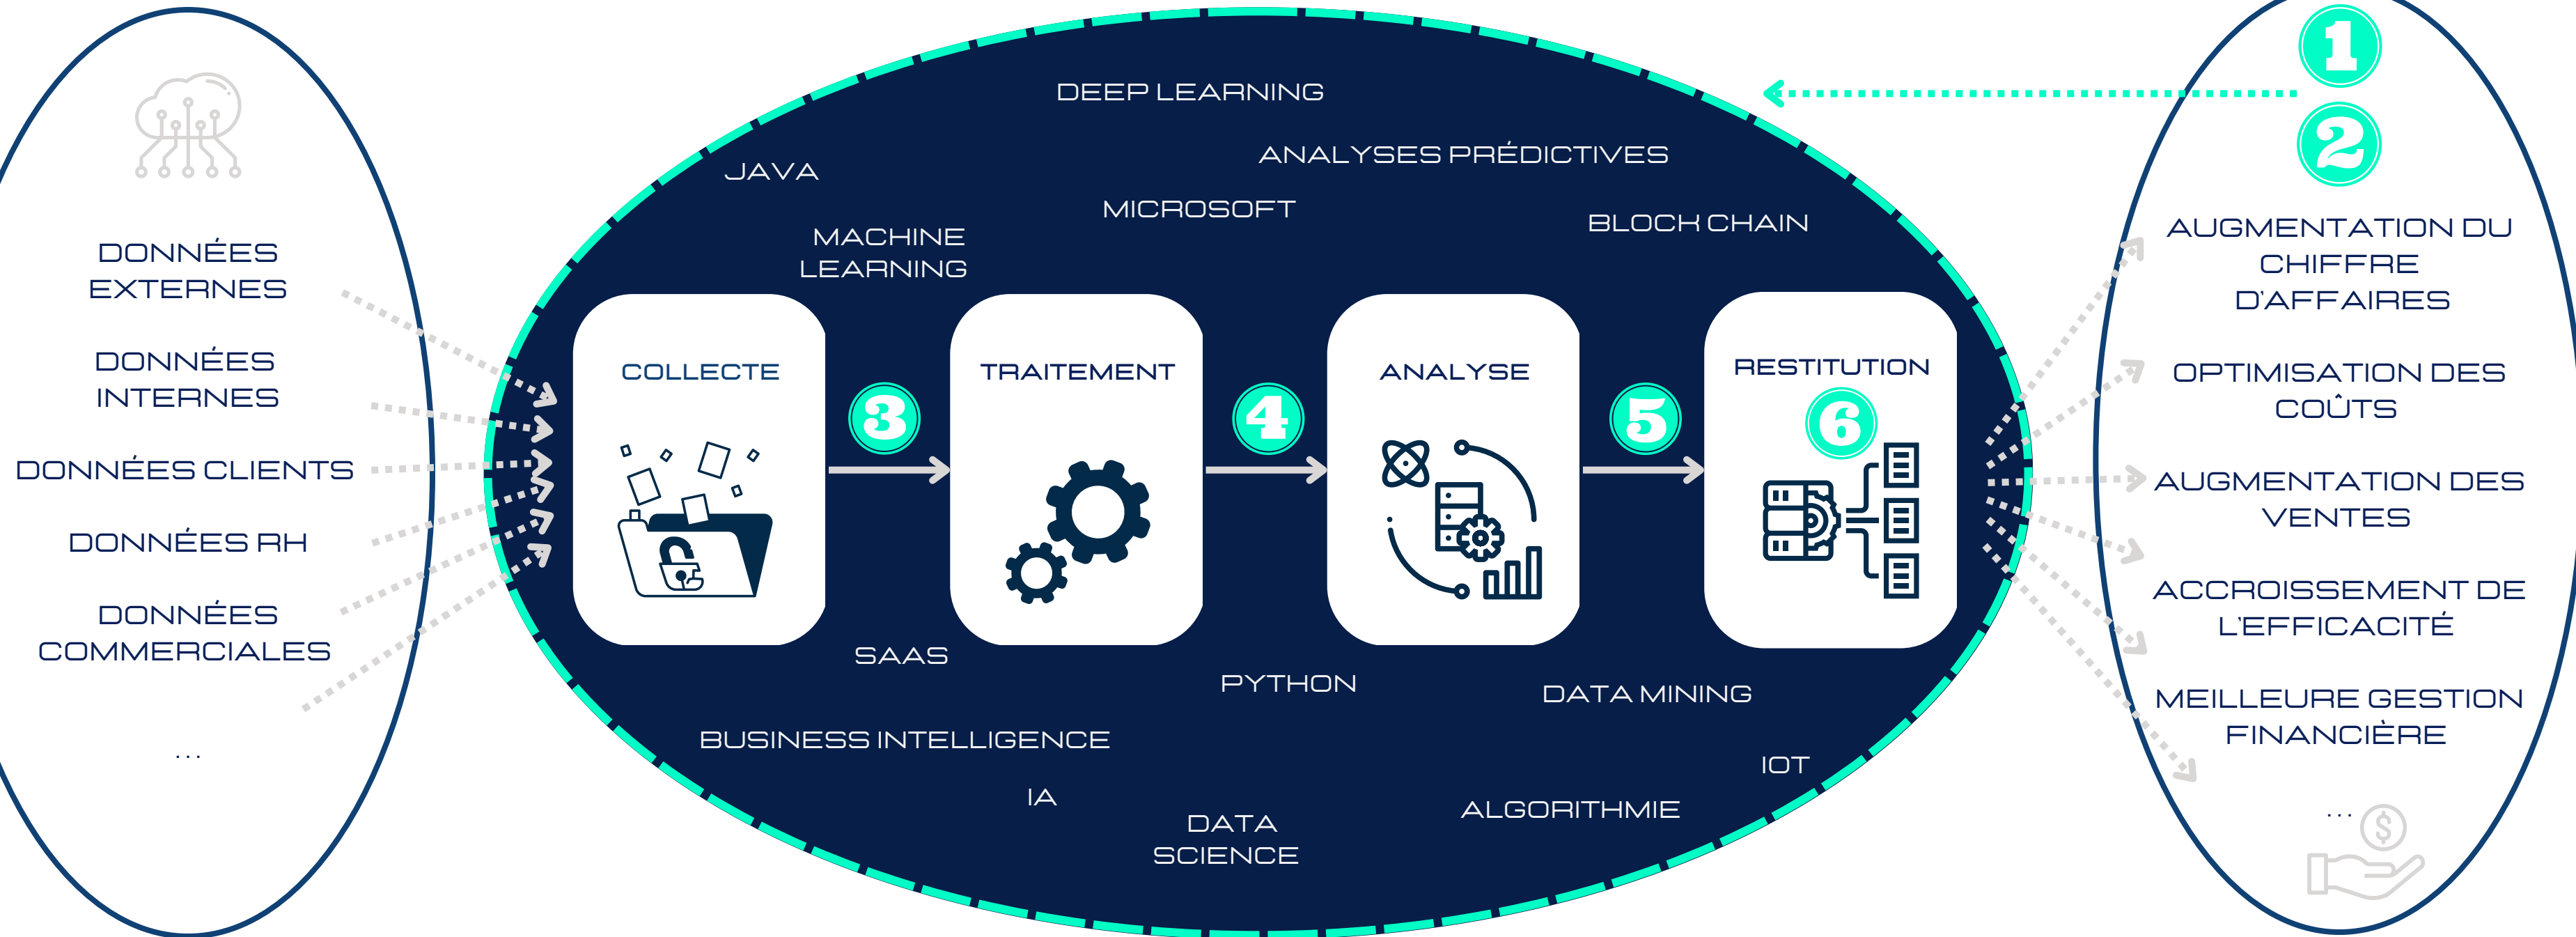 DONNÉES
EXTERNES
DONNÉES
INTERNES
DONNÉES CLIENTS
DONNÉES RH
DONNÉES
COMMERCIALES
...
DEEP LEARNING
ANALYSES PRÉDICTIVES
JAVA
MICROSOFT
BLOCK CHAIN
MACHINE
LEARNING
COLLECTE
3
TRAITEMENT
4
ANALYSE
5
RESTITUTION
6
SAAS
PYTHON
DATA MINING
BUSINESS INTELLIGENCE
IOT
IA
ALGORITHMIE
DATA
SCIENCE
1
2
AUGMENTATION DU
CHIFFRE
D'AFFAIRES
OPTIMISATION DES
COÛTS
AUGMENTATION DES
VENTES
ACCROISSEMENT DE
L'EFFICACITÉ
MEILLEURE GESTION
FINANCIÈRE
...
$